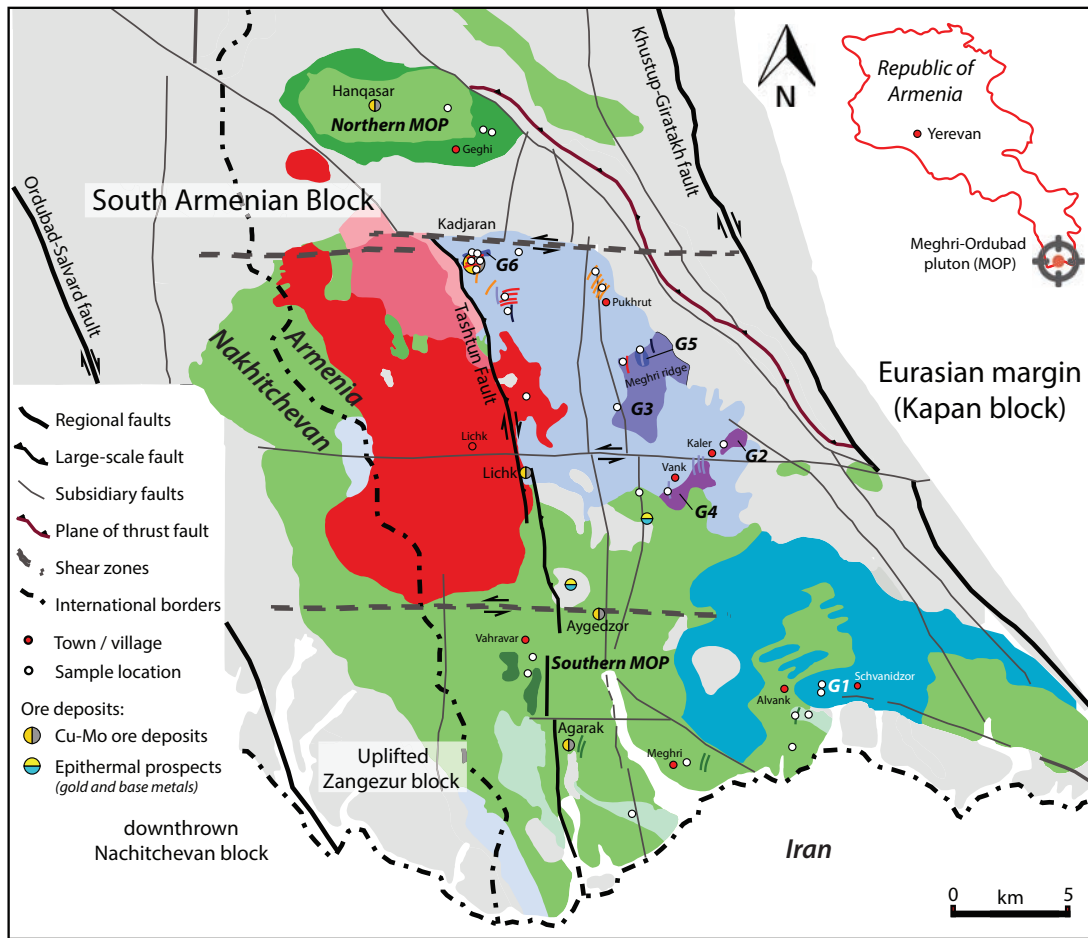 Hanqasar
Northern MOP
Geghi
Khustup-Giratakh fault
N
Republic of
Armenia
Yerevan
Meghri-Ordubad
pluton (MOP)
South Armenian Block
Ordubad-Salvard fault
Kadjaran
G6
Pukhrut
Tashtun Fault
Armenia
Nakhitchevan
G5
Meghri ridge
G3
Eurasian margin
(Kapan block)
Lichk
Kaler
G2
Lichk
Vank
G4
Regional faults
Large-scale fault
Subsidiary faults
Plane of thrust fault
Shear zones
International borders
Town / village
Sample location
Ore deposits:
Cu-Mo ore deposits
Epithermal prospects
(gold and base metals)
Aygedzor
Vahravar
Southern MOP
G1
Schvanidzor
Alvank
Agarak
Meghri
Uplifted
Zangezur block
downthrown
Nachitchevan block
Iran
0 km 5